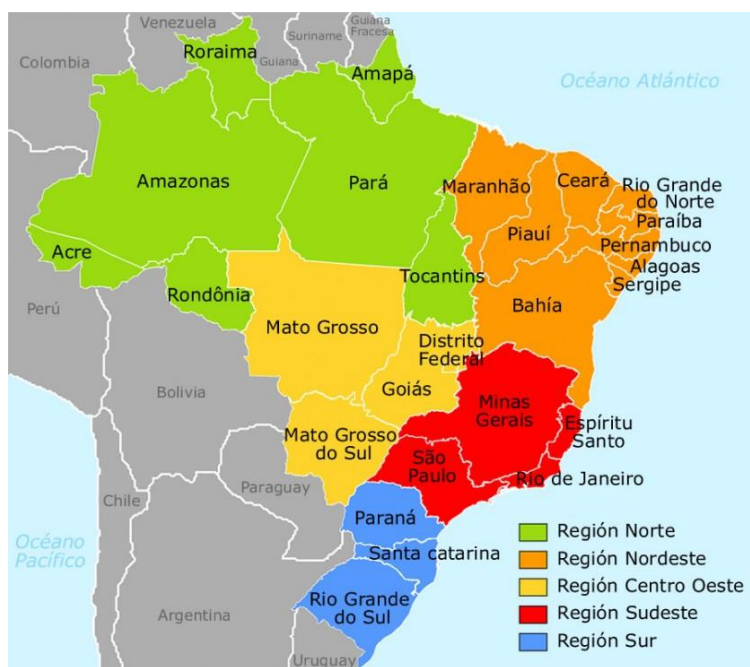 Venezuela
Guiana
Francesa
Suriname
Roraima
Guiana
Colombia
Amapá
Océano Atlántico
Amazonas
Pará
Maranhão
Ceará
Rio Grande
do Norte
Paraíba
Piauí
Pernambuco
Acre
Alagoas
Tocantins
Sergipe
Rondônia
Bahía
Perú
Mato Grosso
Distrito
Federal
Goiás
Bolivia
Minas
Gerais
Espíritu
Santo
Mato Grosso
do Sul
São
Paulo
Rio de Janeiro
Paraguay
Chile
Paraná
Océano
Pacífico
Santa catarina
Rio Grande
do Sul
Argentina
Uruguay
Región Norte
Región Nordeste
Región Centro Oeste
Región Sudeste
Región Sur